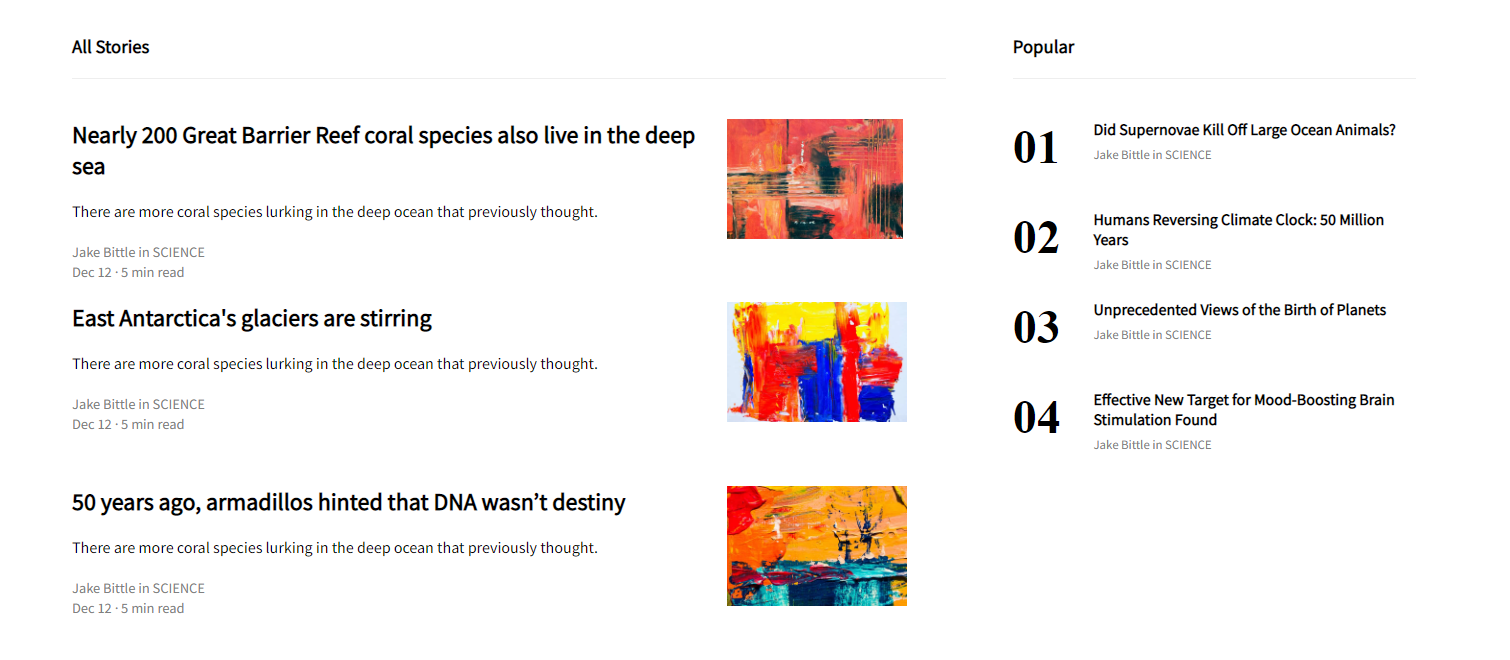 All Stories
Nearly 200 Great Barrier Reef coral species also live in the deep
sea
There are more coral species lurking in the deep ocean that previously thought.
Jake Bittle in SCIENCE
Dec 12 · 5 min read
East Antarctica's glaciers are stirring
There are more coral species lurking in the deep ocean that previously thought.
Jake Bittle in SCIENCE
Dec 12 · 5 min read
50 years ago, armadillos hinted that DNA wasn’t destiny
There are more coral species lurking in the deep ocean that previously thought.
Jake Bittle in SCIENCE
Dec 12 · 5 min read
Popular
01
Did Supernovae Kill Off Large Ocean Animals?
Jake Bittle in SCIENCE
02
Humans Reversing Climate Clock: 50 Million
Years
Jake Bittle in SCIENCE
03
Unprecedented Views of the Birth of Planets
Jake Bittle in SCIENCE
04
Effective New Target for Mood-Boosting Brain
Stimulation Found
Jake Bittle in SCIENCE